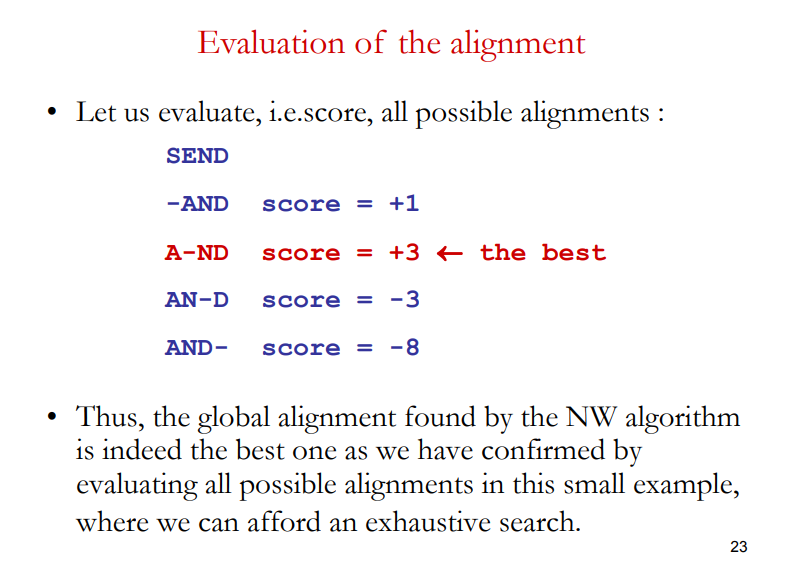 Evaluation of the alignment
• Let us evaluate, i.e.score, all possible alignments :
SEND
-AND score = +1
A-ND score = +3 ← the best
AN-D score = -3
AND- score = -8
• Thus, the global alignment found by the NW algorithm
is indeed the best one as we have confirmed by
evaluating all possible alignments in this small example,
where we can afford an exhaustive search.
23